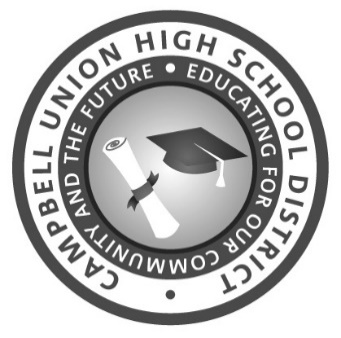 CAMPBELL UNION HIGH SCHOOL DISTRICT •
EDUCATING FOR OUR COMMUNITY AND THE FUTURE •